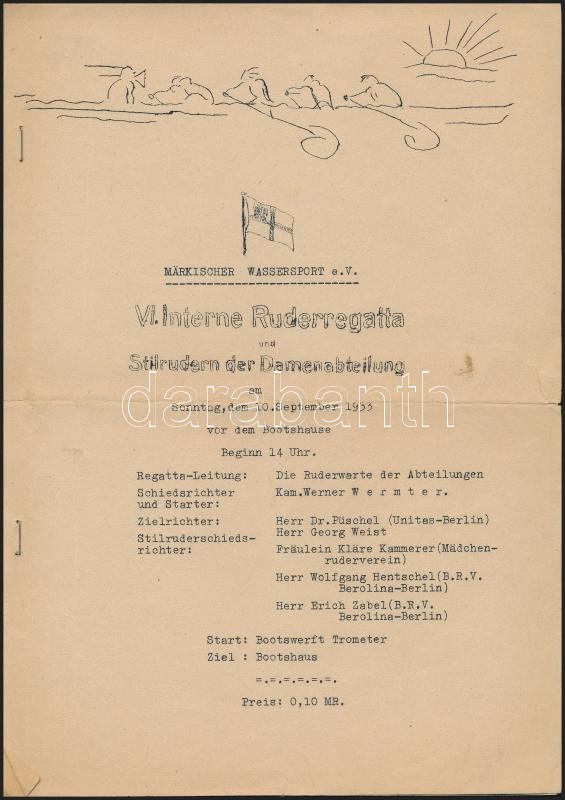 MÄRKISCHER WASSERSPORT e.V.
VI. Interne Ruderregatta
und
Stilrudern der Damenabteilung
am
Sonntag, dem 10. September 1933
vor dem Bootshause
Beginn 14 Uhr.
Regatta-Leitung: Die Ruderwarte der Abteilungen
Schiedsrichter Kam. Werner W e r m t e r.
und Starter:
Zielrichter: Herr Dr. Püschel (Unitas-Berlin)
Herr Georg Weist
Stilruderschieds-
richter: Fräulein Kläre Kammerer (Mädchen-
ruderverein)
Herr Wolfgang Hentschel (B.R.V.
Berolina-Berlin)
Herr Erich Zabel (B.R.V.
Berolina-Berlin)
Start: Bootswerft Trometer
Ziel : Bootshaus
=.=.=.=.=.=.
Preis: 0,10 MR.
darabanth